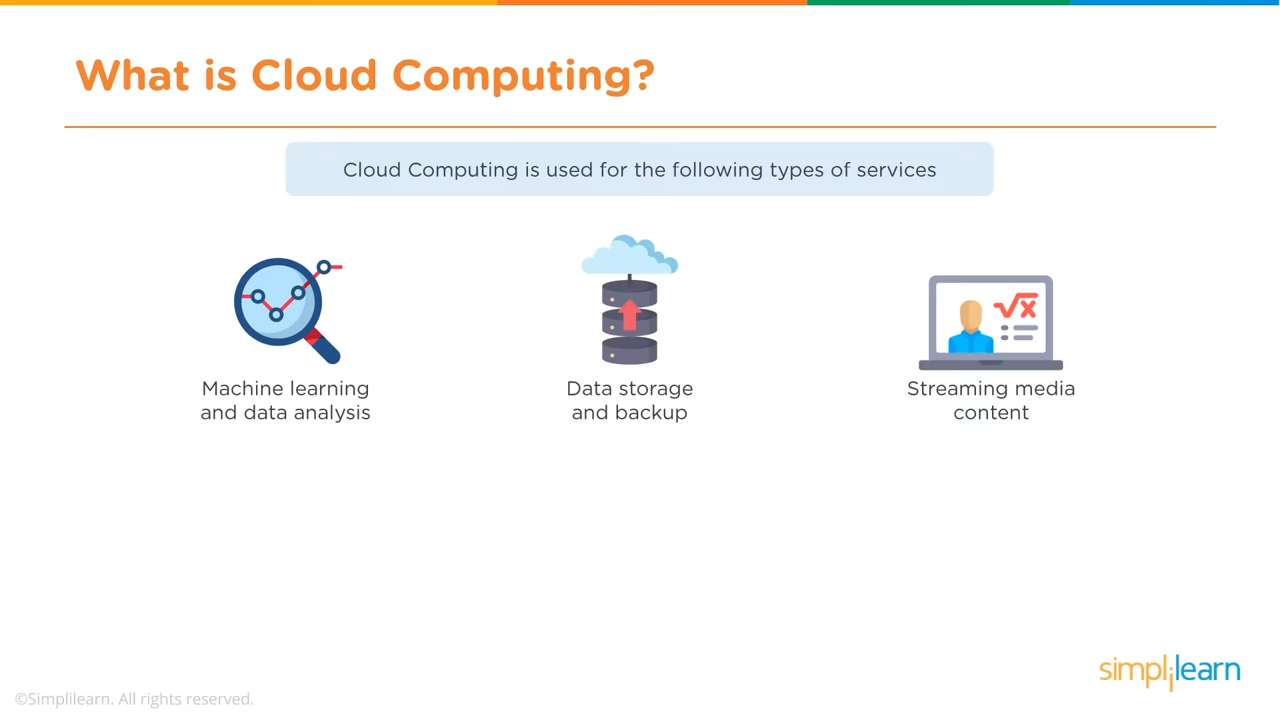 What is Cloud Computing?
Cloud Computing is used for the following types of services
√x
Machine learning
and data analysis
Data storage
and backup
Streaming media
content
simplilearn
©Simplilearn. All rights reserved.